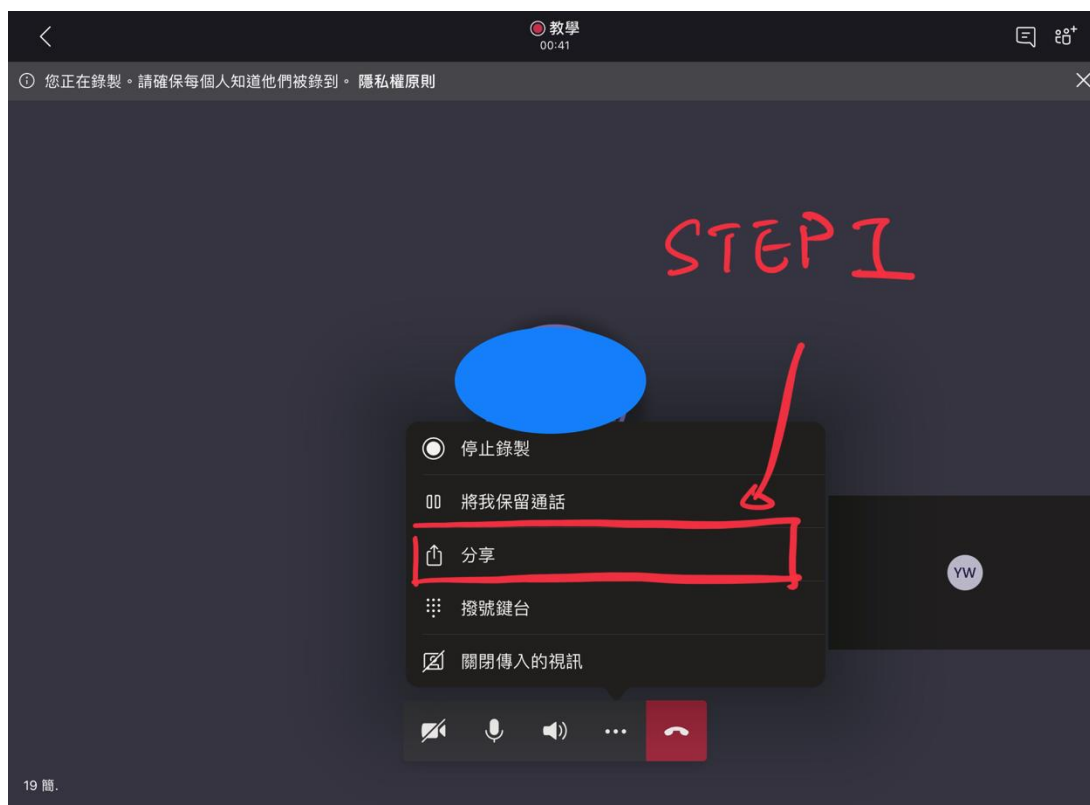 教學
00:41
您正在錄製。請確保每個人知道他們被錄到。 隱私權原則
STEP 1
停止錄製
將我保留通話
分享
撥號鍵台
關閉傳入的視訊
YW
19 簡.